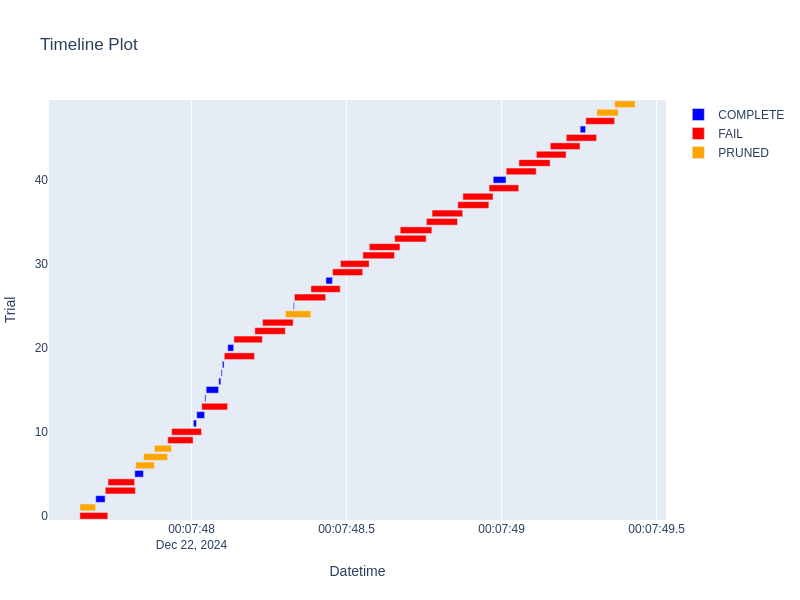 Timeline Plot
COMPLETE
FAIL
PRUNED
Trial
40
30
20
10
0
00:07:48
00:07:48.5
00:07:49
00:07:49.5
Dec 22, 2024
Datetime